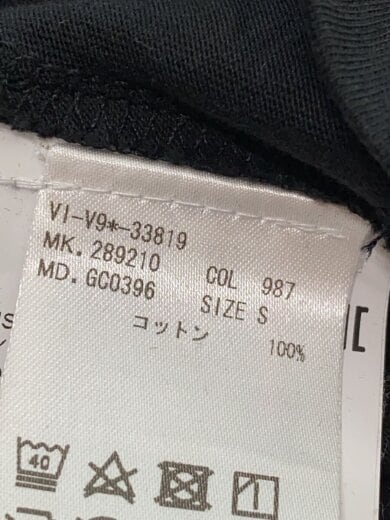 VI-V9*-33819
MK. 289210 COL 987
MD. GC0396 SIZE S
コットン 100%
40